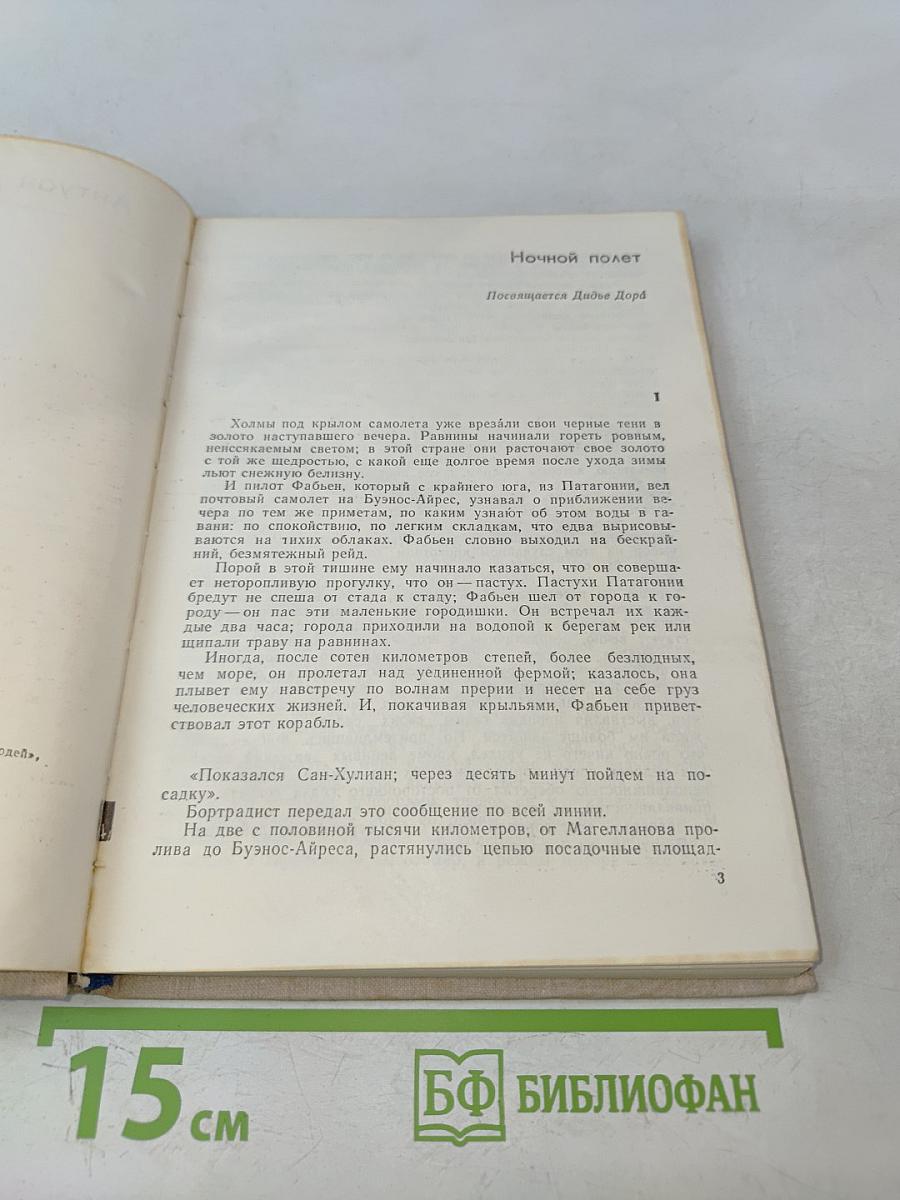 Ночной полет
Посвящается Дидье Дора́
I
Холмы под крылом самолета уже вреза́ли свои черные тени в
золото наступавшего вечера. Равнины начинали гореть ровным,
неиссякаемым светом; в этой стране они расточают свое золото
с той же щедростью, с какой еще долгое время после ухода зимы
льют снежную белизну.
И пилот Фабьен, который с крайнего юга, из Патагонии, вел
почтовый самолет на Буэнос-Айрес, узнавал о приближении ве-
чера по тем же приметам, по каким узнаю́т об этом воды в га-
вани: по спокойствию, по легким складкам, что едва вырисовы-
ваются на тихих облаках. Фабьен словно выходил на бескрай-
ний, безмятежный рейд.
Порой в этой тишине ему начинало казаться, что он соверша-
ет неторопливую прогулку, что он — пастух. Пастухи Патагонии
бредут не спеша от стада к стаду; Фабьен шел от города к го-
роду — он пас эти маленькие городишки. Он встречал их каж-
дые два часа; города приходили на водопой к берегам рек или
щипали траву на равнинах.
Иногда, после сотен километров степей, более безлюдных,
чем море, он пролетал над уединенной фермой; казалось, она
плывет ему навстречу по волнам прерии и несет на себе груз
человеческих жизней. И, покачивая крыльями, Фабьен привет-
ствовал этот корабль.
«Показался Сан-Хулиан; через десять минут пойдем на по-
садку».
Бортрадист передал это сообщение по всей линии.
На две с половиной тысячи километров, от Магелланова про-
лива до Буэнос-Айреса, растянулись цепью посадочные площад-
3
юдей»,
15 см
БФ БИБЛИОФАН